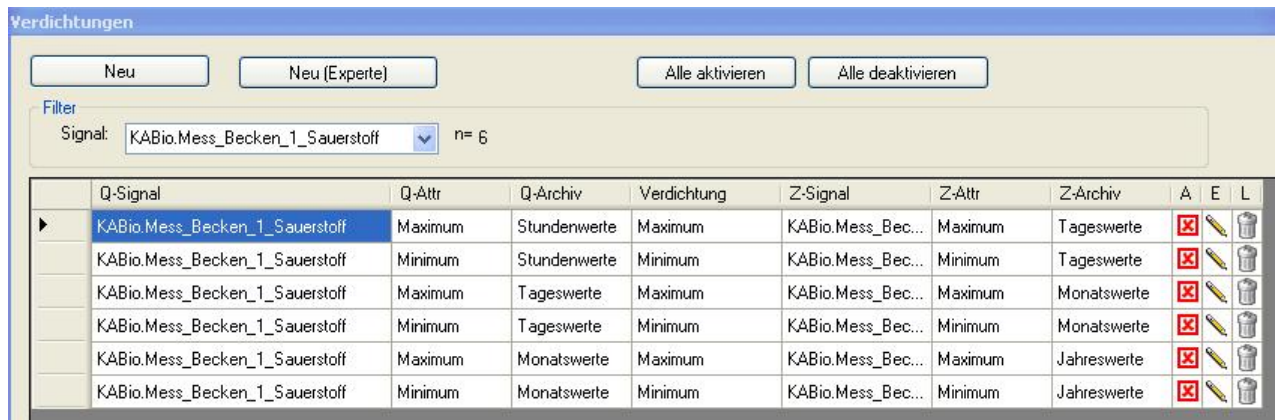 Verdichtungen
Neu Neu (Experte) Alle aktivieren Alle deaktivieren
Filter
Signal: KABio.Mess_Becken_1_Sauerstoff n= 6
Q-Signal Q-Attr Q-Archiv Verdichtung Z-Signal Z-Attr Z-Archiv A E L
KABio.Mess_Becken_1_Sauerstoff Maximum Stundenwerte Maximum KABio.Mess_Bec... Maximum Tageswerte
KABio.Mess_Becken_1_Sauerstoff Minimum Stundenwerte Minimum KABio.Mess_Bec... Minimum Tageswerte
KABio.Mess_Becken_1_Sauerstoff Maximum Tageswerte Maximum KABio.Mess_Bec... Maximum Monatswerte
KABio.Mess_Becken_1_Sauerstoff Minimum Tageswerte Minimum KABio.Mess_Bec... Minimum Monatswerte
KABio.Mess_Becken_1_Sauerstoff Maximum Monatswerte Maximum KABio.Mess_Bec... Maximum Jahreswerte
KABio.Mess_Becken_1_Sauerstoff Minimum Monatswerte Minimum KABio.Mess_Bec... Minimum Jahreswerte